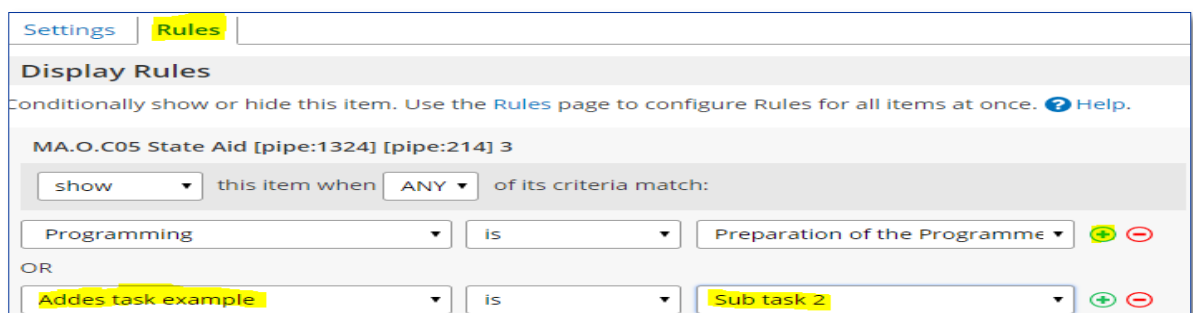 Settings Rules
Display Rules
Conditionally show or hide this item. Use the Rules page to configure Rules for all items at once. ? Help.
MA.O.C05 State Aid [pipe:1324] [pipe:214] 3
show this item when ANY of its criteria match:
Programming is Preparation of the Programme
OR
Addes task example is Sub task 2